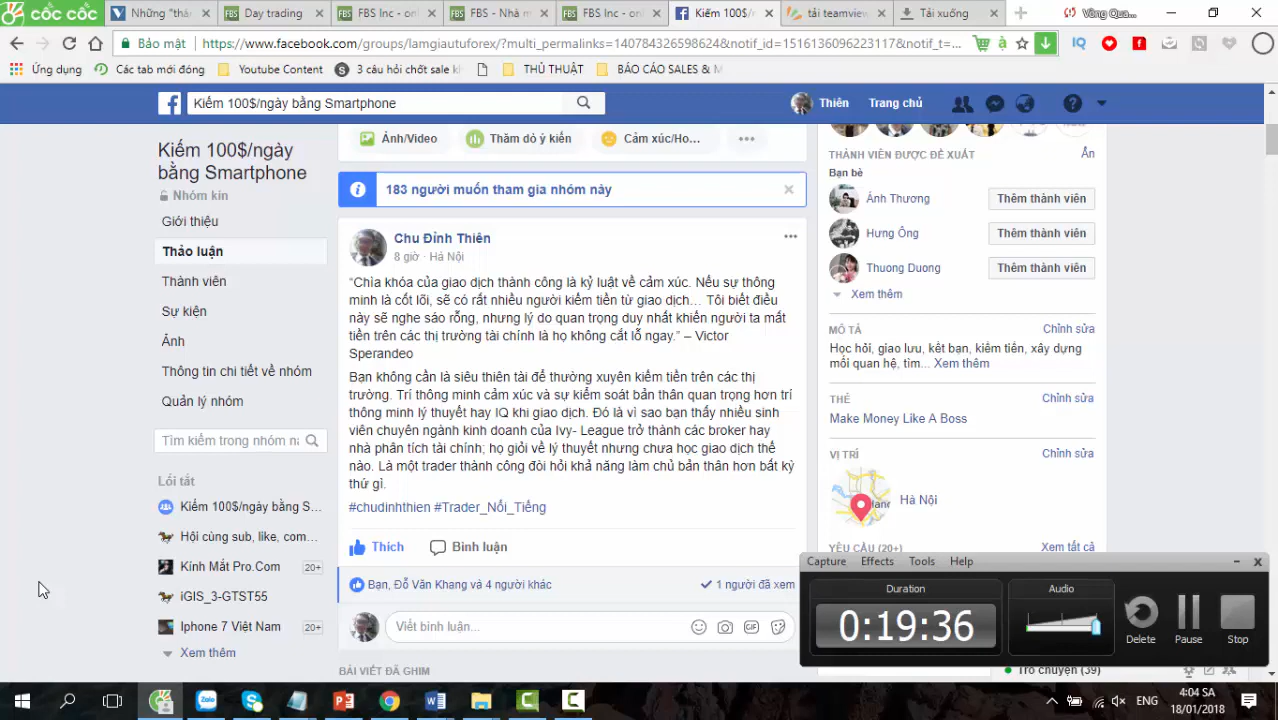 CỐC CỐC
Những "thá
Day trading
FBS Inc - onl
FBS - Nhà m
FBS Inc - onl
Kiếm 100$/n
tải teamview
Tải xuống
Vòng Qua...
Bảo mật
https://www.facebook.com/groups/lamgiautuforex/?multi_permalinks=140784326598624&notif_id=1516136096223117&notif_t=...
Ứng dụng
Các tab mới đóng
Youtube Content
3 câu hỏi chốt sale kl
THỦ THUẬT
BÁO CÁO SALES & M
Kiếm 100$/ngày bằng Smartphone
Thiên
Trang chủ
Kiếm 100$/ngày
bằng Smartphone
Nhóm kín
Giới thiệu
Thảo luận
Thành viên
Sự kiện
Ảnh
Thông tin chi tiết về nhóm
Quản lý nhóm
Tìm kiếm trong nhóm nà
Lối tắt
Kiếm 100$/ngày bằng S...
Hội cùng sub, like, com...
Kính Mắt Pro.Com
20+
iGIS_3-GTST55
Iphone 7 Việt Nam
20+
Xem thêm
Ảnh/Video
Thăm dò ý kiến
Cảm xúc/Ho...
183 người muốn tham gia nhóm này
Chu Đình Thiên
8 giờ · Hà Nội
“Chìa khóa của giao dịch thành công là kỷ luật về cảm xúc. Nếu sự thông
minh là cốt lõi, sẽ có rất nhiều người kiếm tiền từ giao dịch… Tôi biết điều
này sẽ nghe sáo rỗng, nhưng lý do quan trọng duy nhất khiến người ta mất
tiền trên các thị trường tài chính là họ không cắt lỗ ngay.” – Victor
Sperandeo
Bạn không cần là siêu thiên tài để thường xuyên kiếm tiền trên các thị
trường. Trí thông minh cảm xúc và sự kiểm soát bản thân quan trọng hơn trí
thông minh lý thuyết hay IQ khi giao dịch. Đó là vì sao bạn thấy nhiều sinh
viên chuyên ngành kinh doanh của Ivy- League trở thành các broker hay
nhà phân tích tài chính; họ giỏi về lý thuyết nhưng chưa học giao dịch thế
nào. Là một trader thành công đòi hỏi khả năng làm chủ bản thân hơn bất kỳ
thứ gì.
#chudinhthien #Trader_Nổi_Tiếng
Thích
Bình luận
Bạn, Đỗ Văn Khang và 4 người khác
1 người đã xem
Viết bình luận...
BÀI VIẾT ĐÃ GHIM
THÀNH VIÊN ĐƯỢC ĐỀ XUẤT
Ẩn
Bạn bè
Ánh Thương
Thêm thành viên
Hưng Ông
Thêm thành viên
Thuong Duong
Thêm thành viên
Xem thêm
MÔ TẢ
Chỉnh sửa
Học hỏi, giao lưu, kết bạn, kiếm tiền, xây dựng
mối quan hệ, tìm... Xem thêm
THẺ
Chỉnh sửa
Make Money Like A Boss
VỊ TRÍ
Chỉnh sửa
Hà Nội
YÊU CẦU (20+)
Xem tất cả
Capture
Effects
Tools
Help
Duration
0:19:36
Audio
Delete
Pause
Stop
Trò chuyện (39)
Zalo
ENG
4:04 SA
18/01/2018